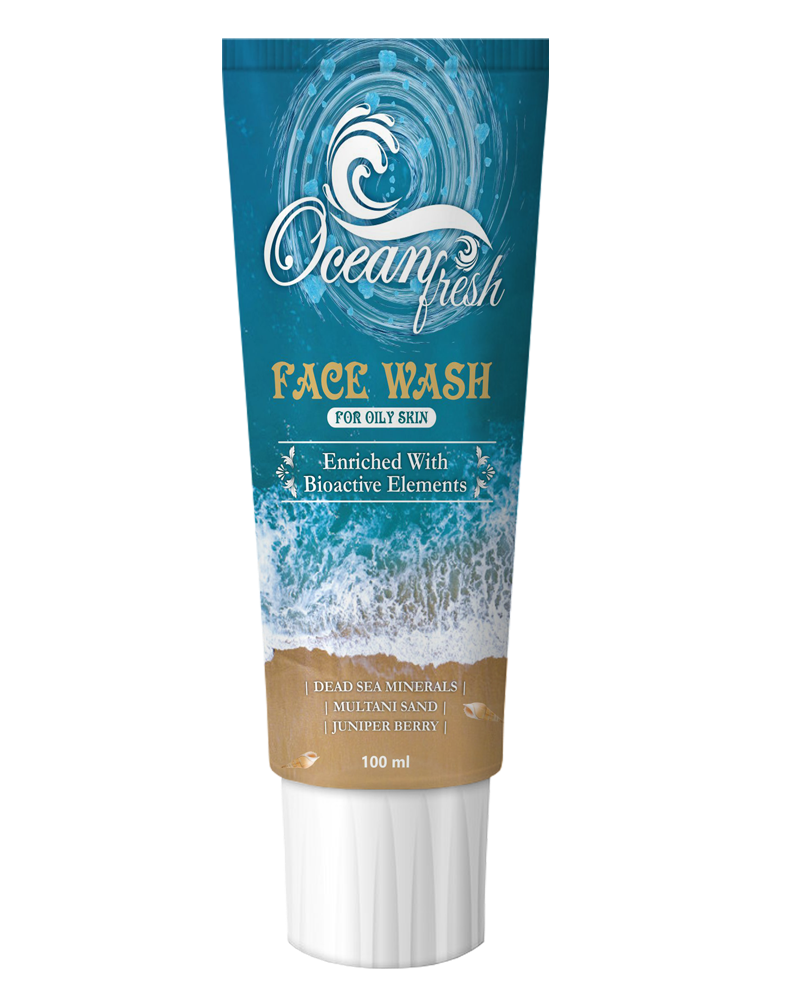 Ocean
fresh
FACE WASH
FOR OILY SKIN
Enriched With
Bioactive Elements
| DEAD SEA MINERALS |
| MULTANI SAND |
| JUNIPER BERRY |
100 ml